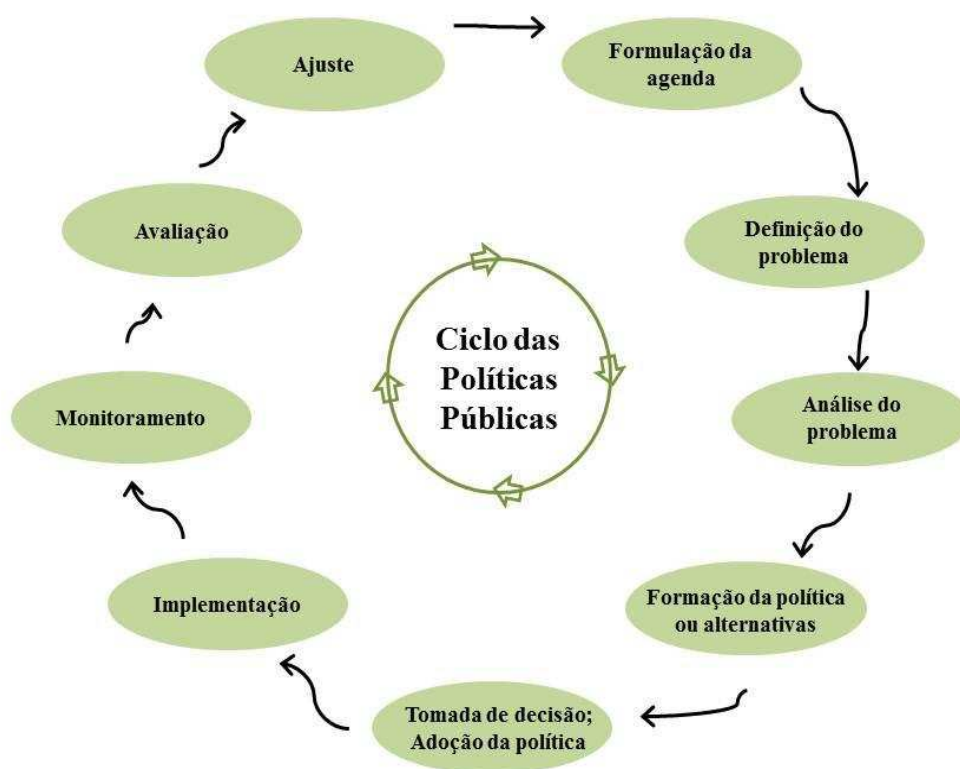 Ajuste
Formulação da
agenda
Definição do
problema
Análise do
problema
Formação da política
ou alternativas
Tomada de decisão;
Adoção da política
Implementação
Monitoramento
Avaliação
Ciclo das
Políticas
Públicas